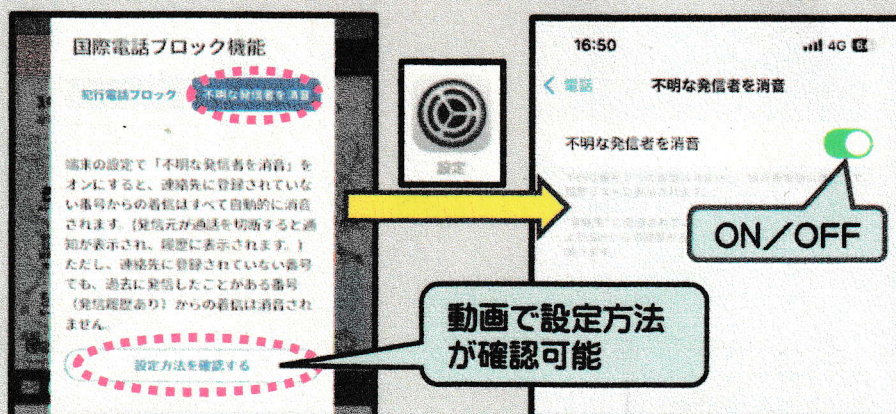 国際電話ブロック機能
犯行電話ブロック
不明な発信者を消音
端末の設定で「不明な発信者を消音」を
オンにすると、連絡先に登録されていな
い番号からの着信はすべて自動的に消音
されます。(発信元が通話を切断すると通
知が表示され、履歴に表示されます。)
ただし、連絡先に登録されていない番号
でも、過去に発信したことがある番号
(発信履歴あり)からの着信は消音され
ません。
設定方法を確認する
設定
動画で設定方法
が確認可能
16:50
4G
電話
不明な発信者を消音
不明な発信者を消音
ON/OFF